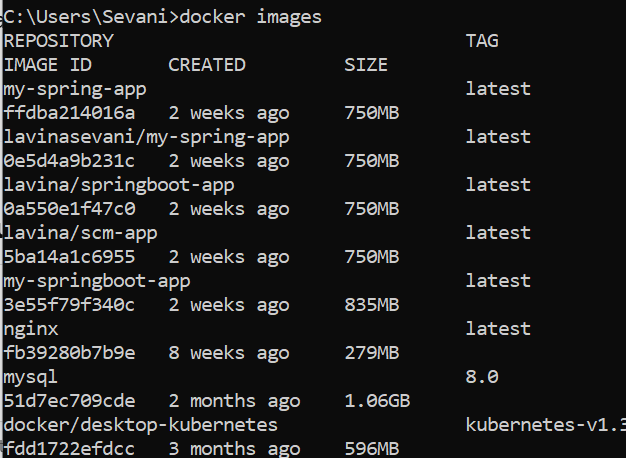 C:\Users\Sevani>docker images
REPOSITORY TAG
IMAGE ID CREATED SIZE
my-spring-app latest
ffdba214016a 2 weeks ago 750MB
lavinasevani/my-spring-app latest
0e5d4a9b231c 2 weeks ago 750MB
lavina/springboot-app latest
0a550e1f47c0 2 weeks ago 750MB
lavina/scm-app latest
5ba14a1c6955 2 weeks ago 750MB
my-springboot-app latest
3e55f79f340c 2 weeks ago 835MB
nginx latest
fb39280b7b9e 8 weeks ago 279MB
mysql 8.0
51d7ec709cde 2 months ago 1.06GB
docker/desktop-kubernetes kubernetes-v1.3
fdd1722efdcc 3 months ago 596MB